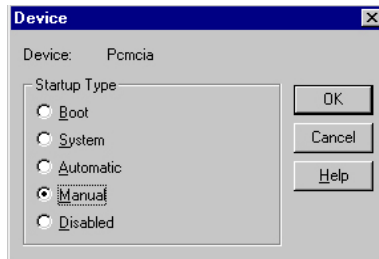 Device
Device: Pcmcia
Startup Type
Boot
System
Automatic
Manual
Disabled
OK
Cancel
Help